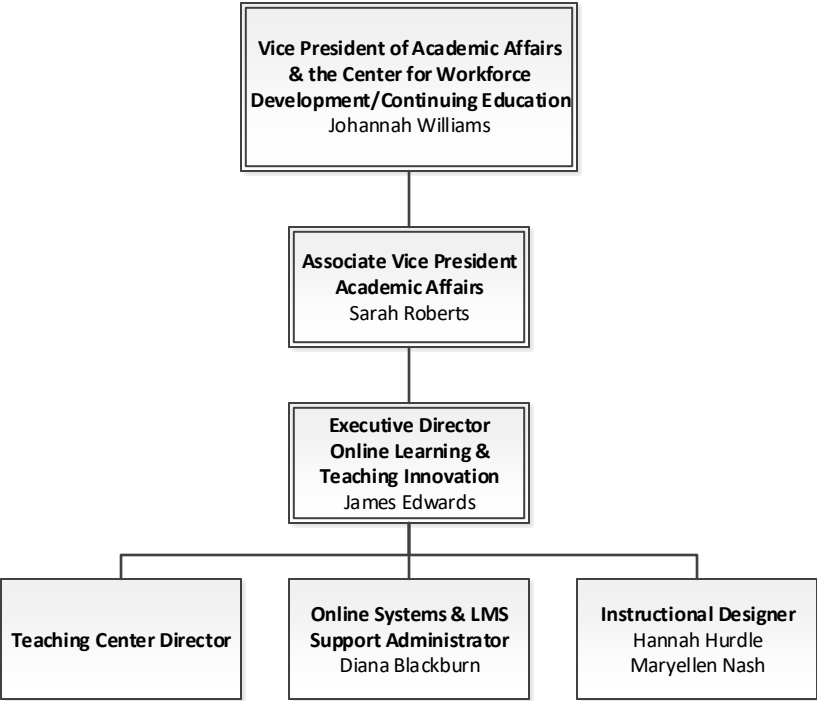 Vice President of Academic Affairs
& the Center for Workforce
Development/Continuing Education
Johannah Williams
Associate Vice President
Academic Affairs
Sarah Roberts
Executive Director
Online Learning &
Teaching Innovation
James Edwards
Teaching Center Director
Online Systems & LMS
Support Administrator
Diana Blackburn
Instructional Designer
Hannah Hurdle
Maryellen Nash